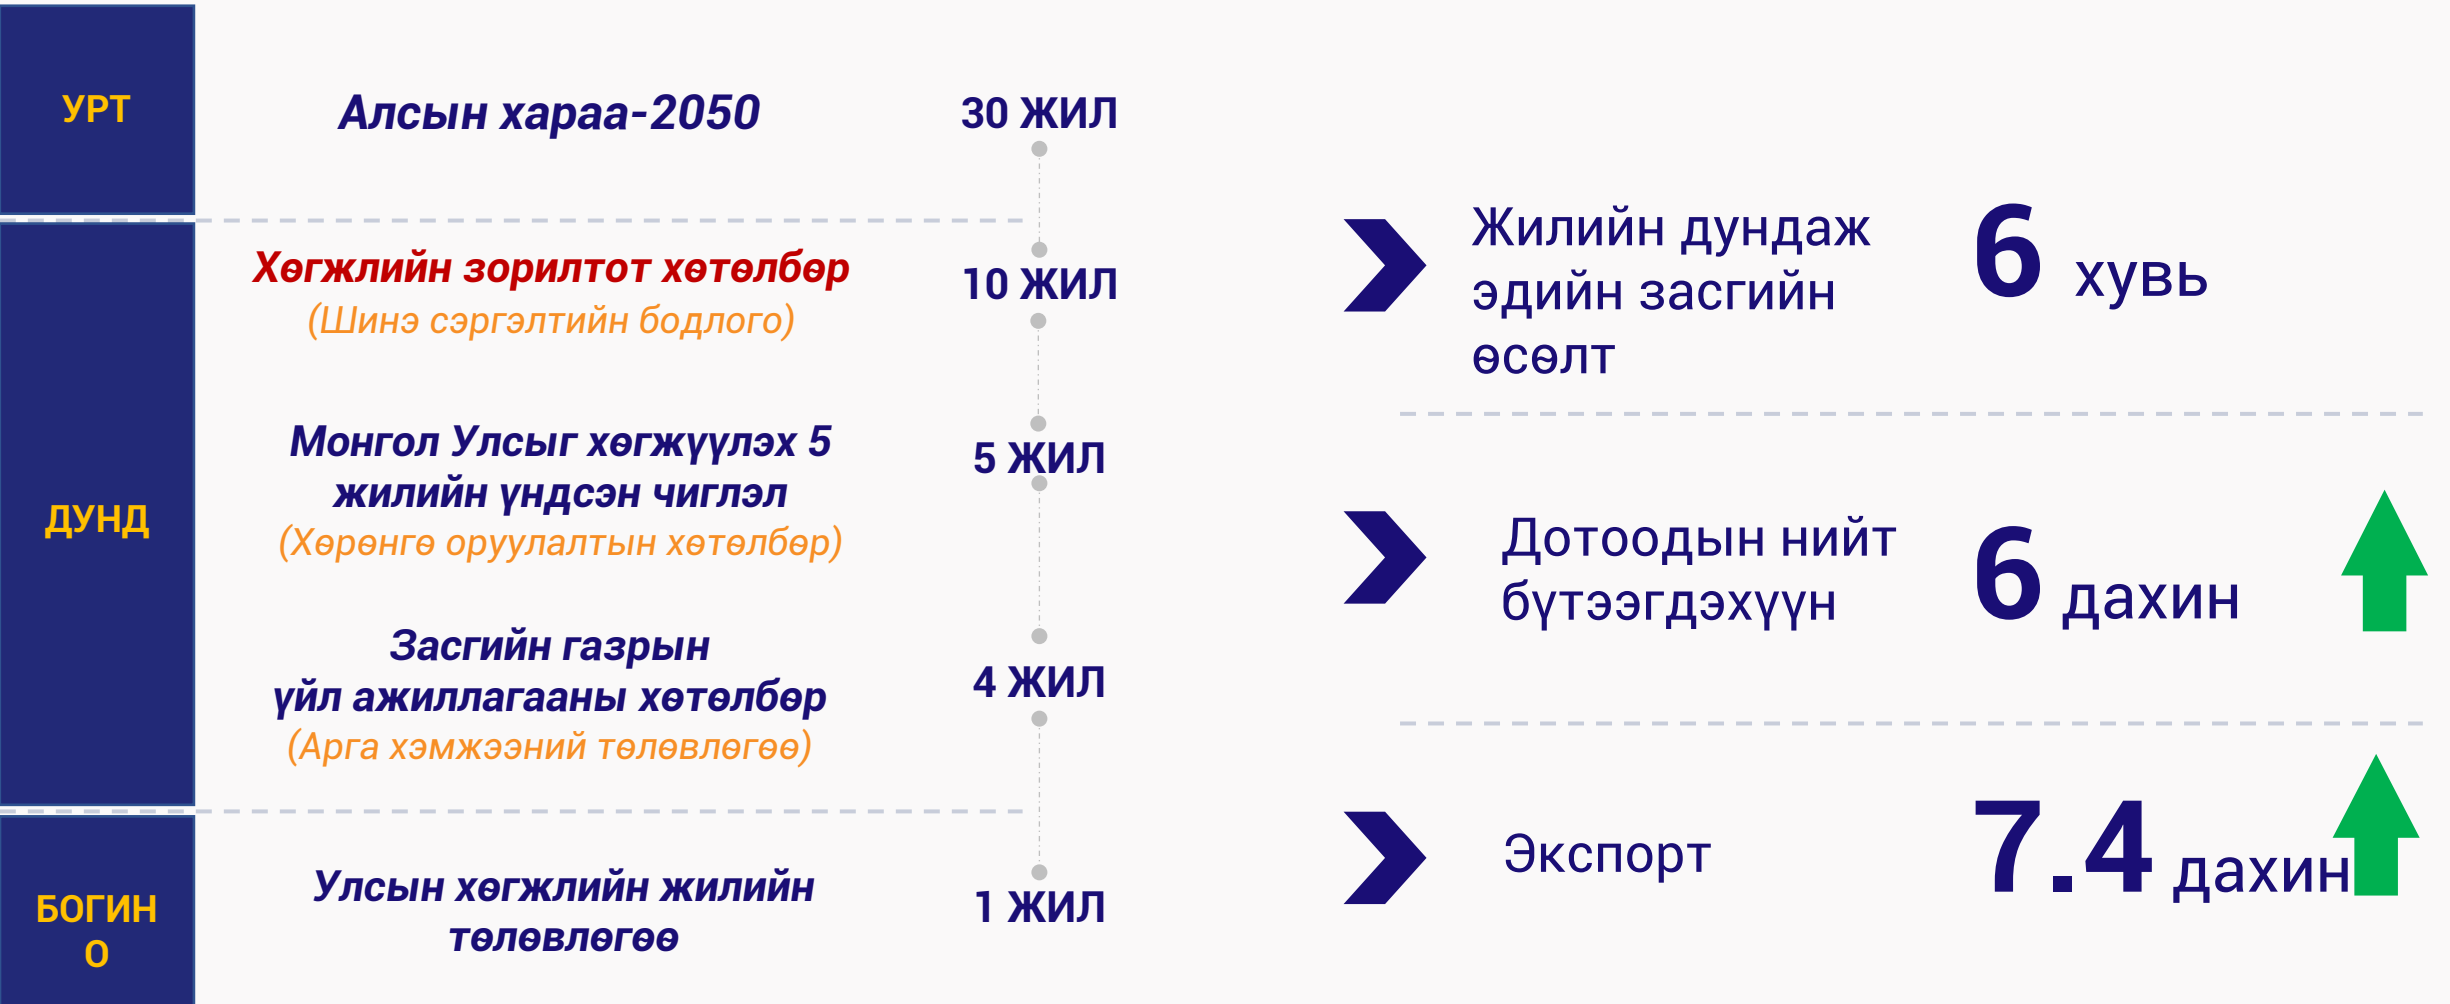 УРТ
Алсын хараа-2050
30 ЖИЛ
ДУНД
Хөгжлийн зорилтот хөтөлбөр
(Шинэ сэргэлтийн бодлого)
10 ЖИЛ
Монгол Улсыг хөгжүүлэх 5
жилийн үндсэн чиглэл
(Хөрөнгө оруулалтын хөтөлбөр)
5 ЖИЛ
Засгийн газрын
үйл ажиллагааны хөтөлбөр
(Арга хэмжээний төлөвлөгөө)
4 ЖИЛ
БОГИН
О
Улсын хөгжлийн жилийн
төлөвлөгөө
1 ЖИЛ
Жилийн дундаж
эдийн засгийн
өсөлт
6 хувь
Дотоодын нийт
бүтээгдэхүүн
6 дахин
Экспорт
7.4 дахин